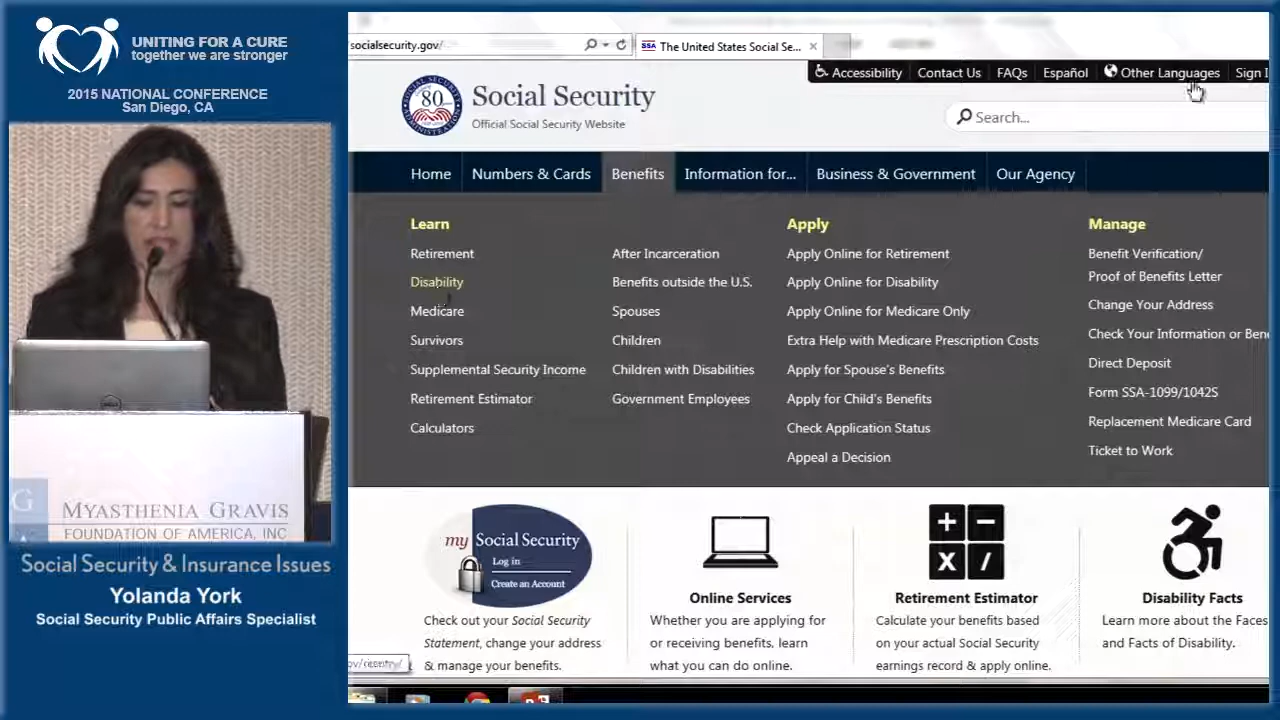 UNITING FOR A CURE
together we are stronger
2015 NATIONAL CONFERENCE
San Diego, CA
MYASTHENIA GRAVIS
FOUNDATION OF AMERICA, INC
Social Security & Insurance Issues
Yolanda York
Social Security Public Affairs Specialist
socialsecurity.gov/
SSA The United States Social Se...
Accessibility Contact Us FAQs Español Other Languages Sign I
80
Social Security
Official Social Security Website
Search...
Home Numbers & Cards Benefits Information for... Business & Government Our Agency
Learn
Retirement
Disability
Medicare
Survivors
Supplemental Security Income
Retirement Estimator
Calculators
After Incarceration
Benefits outside the U.S.
Spouses
Children
Children with Disabilities
Government Employees
Apply
Apply Online for Retirement
Apply Online for Disability
Apply Online for Medicare Only
Extra Help with Medicare Prescription Costs
Apply for Spouse's Benefits
Apply for Child's Benefits
Check Application Status
Appeal a Decision
Manage
Benefit Verification/
Proof of Benefits Letter
Change Your Address
Check Your Information or Bene
Direct Deposit
Form SSA-1099/1042S
Replacement Medicare Card
Ticket to Work
my Social Security
Log in
Create an Account
Check out your Social Security
Statement, change your address
& manage your benefits.
Online Services
Whether you are applying for
or receiving benefits, learn
what you can do online.
+ −
X /
Retirement Estimator
Calculate your benefits based
on your actual Social Security
earnings record & apply online.
Disability Facts
Learn more about the Faces
and Facts of Disability.